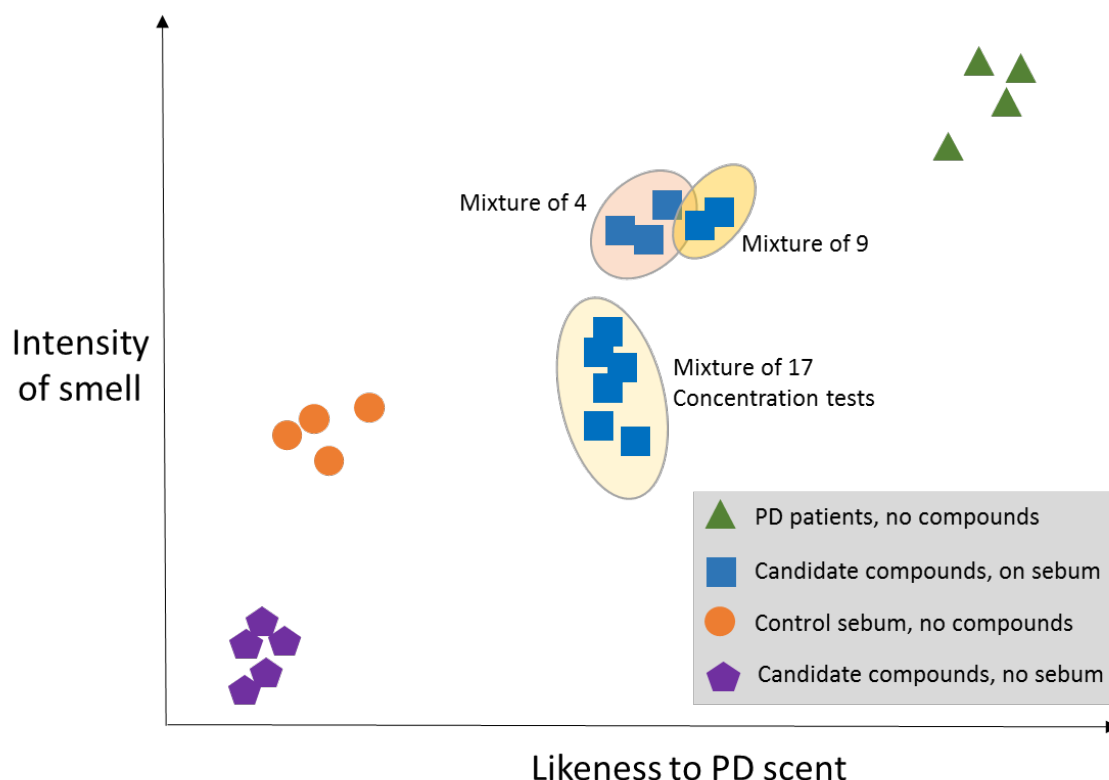 Mixture of 4
Mixture of 9
Intensity
of smell
Mixture of 17
Concentration tests
PD patients, no compounds
Candidate compounds, on sebum
Control sebum, no compounds
Candidate compounds, no sebum
Likeness to PD scent